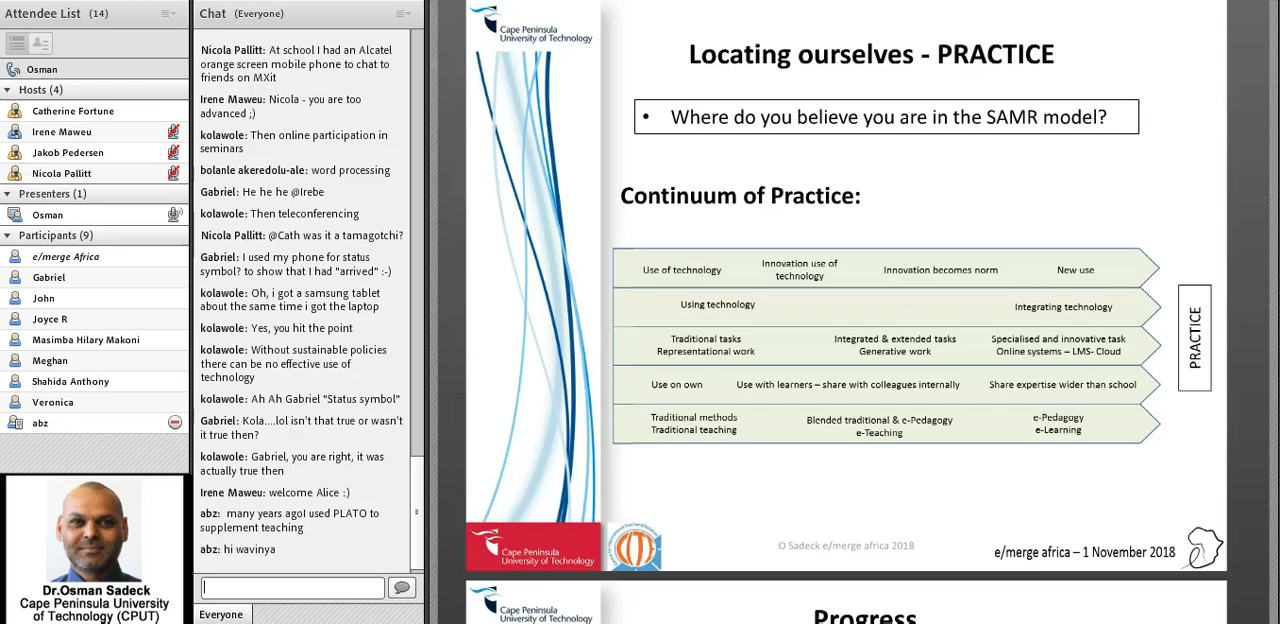 Attendee List (14)
Osman
Hosts (4)
Catherine Fortune
Irene Maweu
Jakob Pedersen
Nicola Pallitt
Presenters (1)
Osman
Participants (9)
e/merge Africa
Gabriel
John
Joyce R
Masimba Hilary Makoni
Meghan
Shahida Anthony
Veronica
abz
Dr.Osman Sadeck
Cape Peninsula University
of Technology (CPUT)
Chat (Everyone)
Nicola Pallitt: At school I had an Alcatel
orange screen mobile phone to chat to
friends on MXit
Irene Maweu: Nicola - you are too
advanced ;)
kolawole: Then online participation in
seminars
bolanle akeredolu-ale: word processing
Gabriel: He he he @Irebe
kolawole: Then teleconferencing
Nicola Pallitt: @Cath was it a tamagotchi?
Gabriel: I used my phone for status
symbol? to show that I had "arrived" :-)
kolawole: Oh, i got a samsung tablet
about the same time i got the laptop
kolawole: Yes, you hit the point
kolawole: Without sustainable policies
there can be no effective use of
technology
kolawole: Ah Ah Gabriel "Status symbol"
Gabriel: Kola....lol isn't that true or wasn't
it true then?
kolawole: Gabriel, you are right, it was
actually true then
Irene Maweu: welcome Alice :)
abz: many years agoI used PLATO to
supplement teaching
abz: hi wavinya
Everyone
Cape Peninsula
University of Technology
Locating ourselves - PRACTICE
• Where do you believe you are in the SAMR model?
Continuum of Practice:
Use of technology
Innovation use of
technology
Innovation becomes norm
New use
Using technology
Integrating technology
Traditional tasks
Representational work
Integrated & extended tasks
Generative work
Specialised and innovative task
Online systems – LMS- Cloud
Use on own
Use with learners – share with colleagues internally
Share expertise wider than school
Traditional methods
Traditional teaching
Blended traditional & e-Pedagogy
e-Teaching
e-Pedagogy
e-Learning
PRACTICE
Cape Peninsula
University of Technology
O Sadeck e/merge africa 2018
e/merge africa – 1 November 2018
Cape Peninsula
University of Technology
Progress